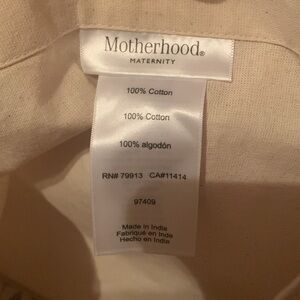 Motherhood®
MATERNITY
100% Cotton
100% Cotton
100% algodón
RN# 79913 CA#11414
97409
Made in India
Fabriqué en Inde
Hecho en India